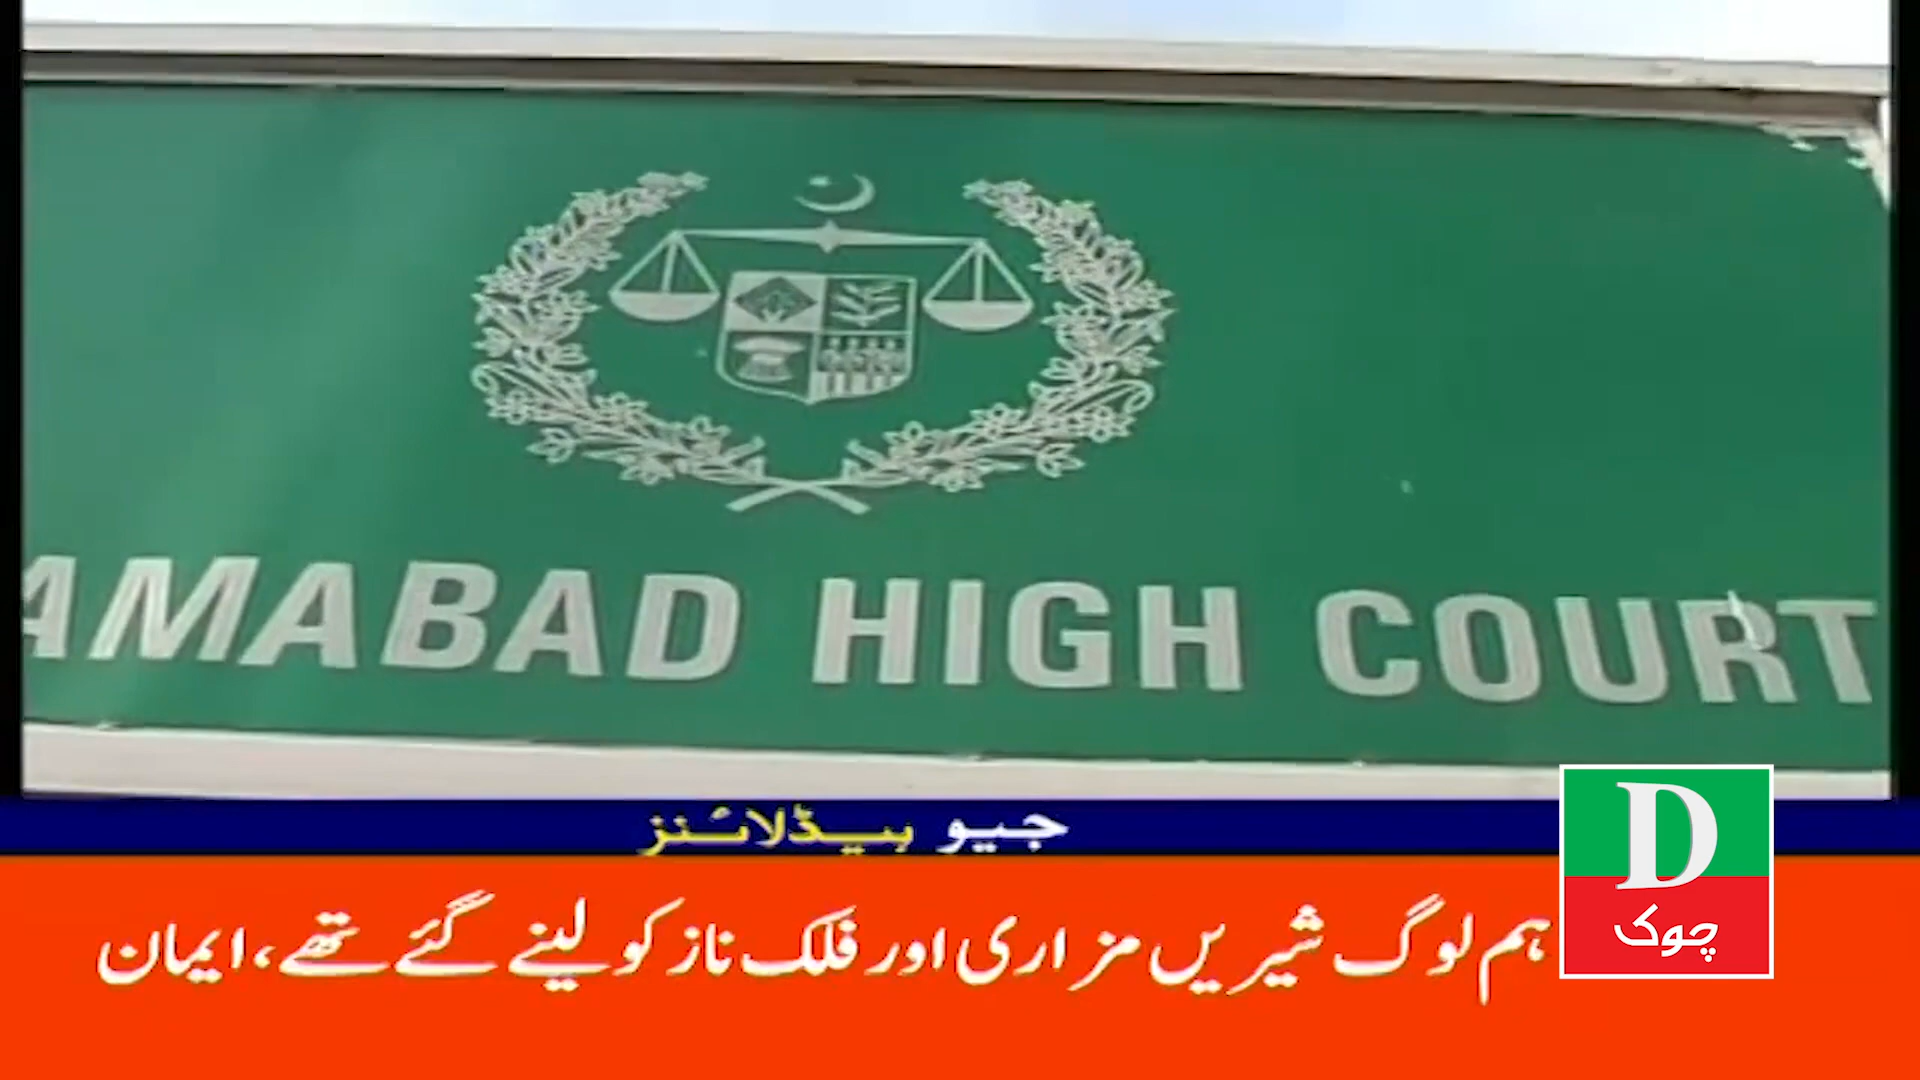 AMABAD HIGH COURT
جیو ہیڈلائنز
D
چوک
ہم لوگ شیریں مزاری اور فلک ناز کو لینے گئے تھے، ایمان